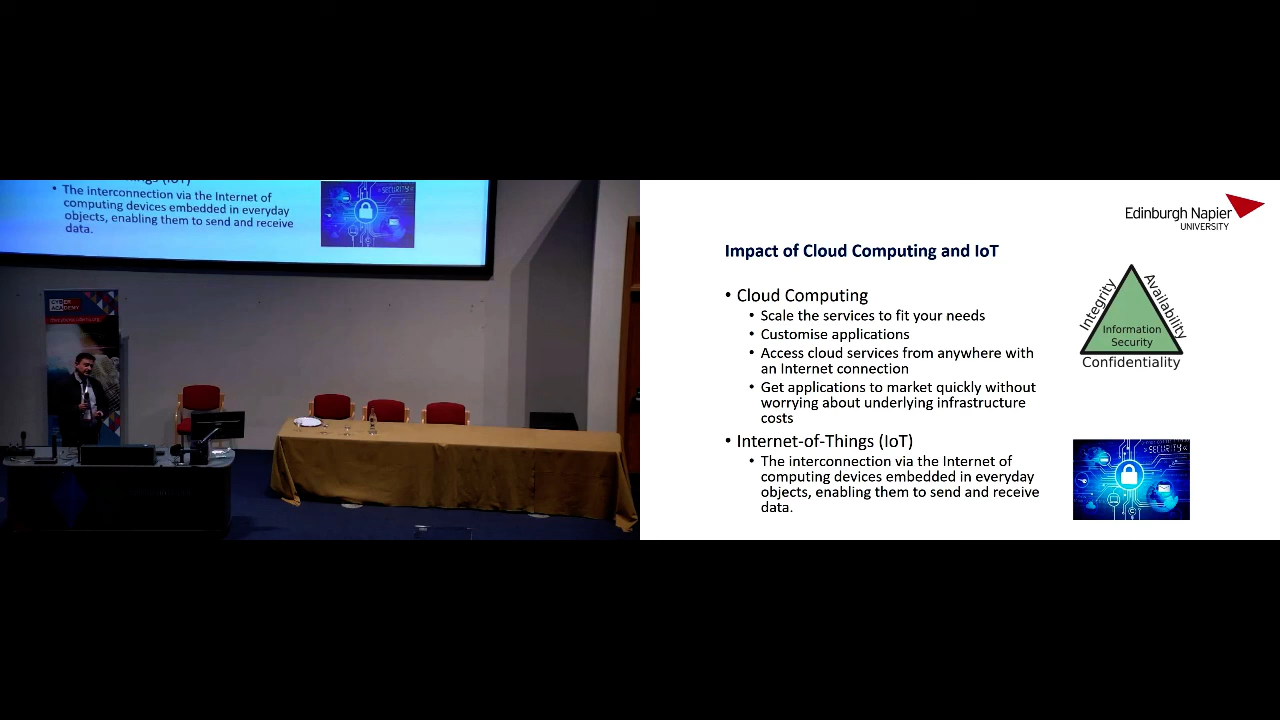 The interconnection via the Internet of
computing devices embedded in everyday
objects, enabling them to send and receive
data.
SECURITY
Edinburgh Napier
UNIVERSITY
Impact of Cloud Computing and IoT
• Cloud Computing
• Scale the services to fit your needs
• Customise applications
• Access cloud services from anywhere with
an Internet connection
• Get applications to market quickly without
worrying about underlying infrastructure
costs
• Internet-of-Things (IoT)
• The interconnection via the Internet of
computing devices embedded in everyday
objects, enabling them to send and receive
data.
Integrity
Availability
Information
Security
Confidentiality
SECURITY